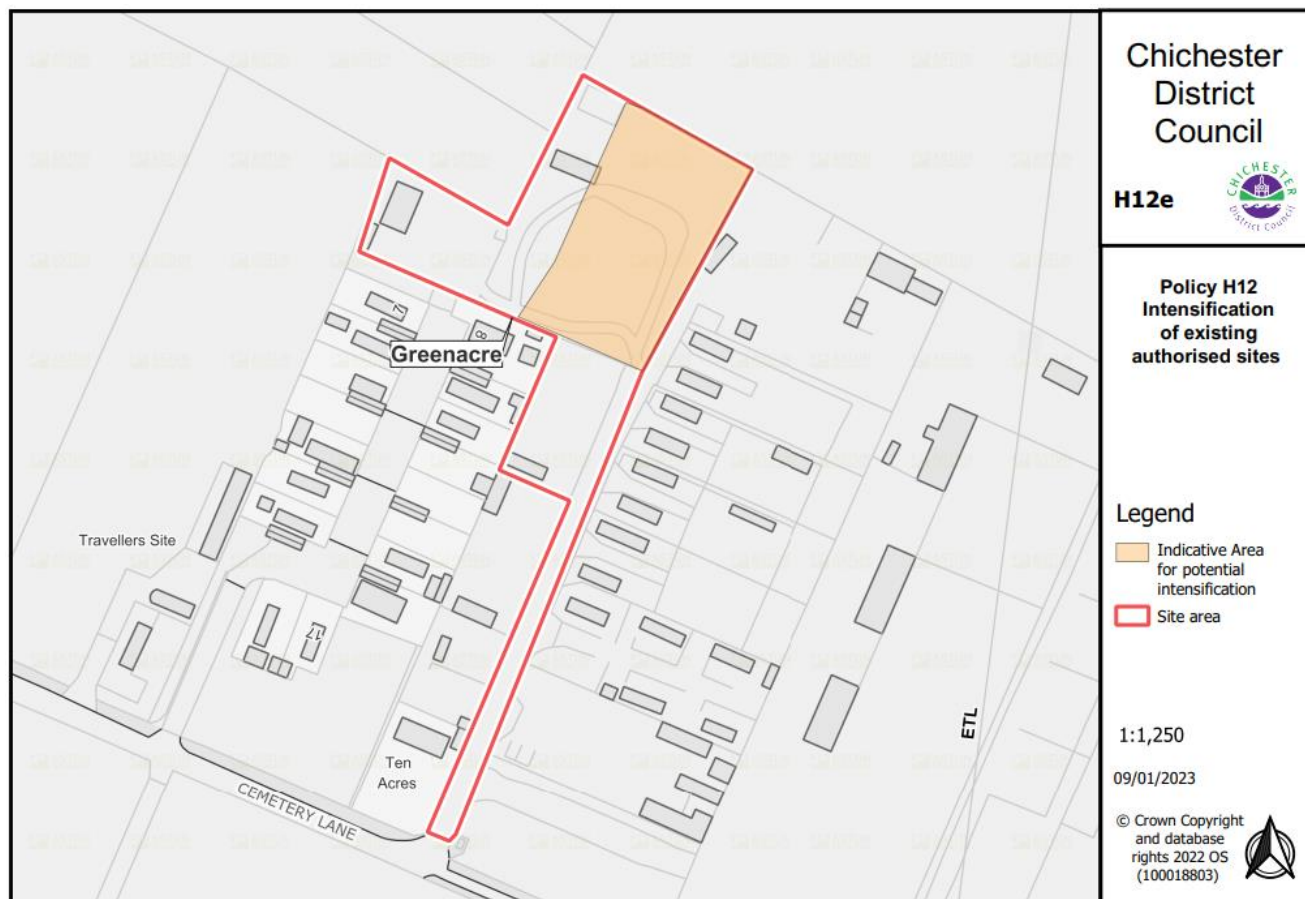 Chichester
District
Council
H12e
CHICHESTER
District Council
Policy H12
Intensification
of existing
authorised sites
Legend
Indicative Area
for potential
intensification
Site area
1:1,250
09/01/2023
© Crown Copyright
and database
rights 2022 OS
(100018803)
7
8
Greenacre
Travellers Site
17
Ten
Acres
CEMETERY LANE
ETL